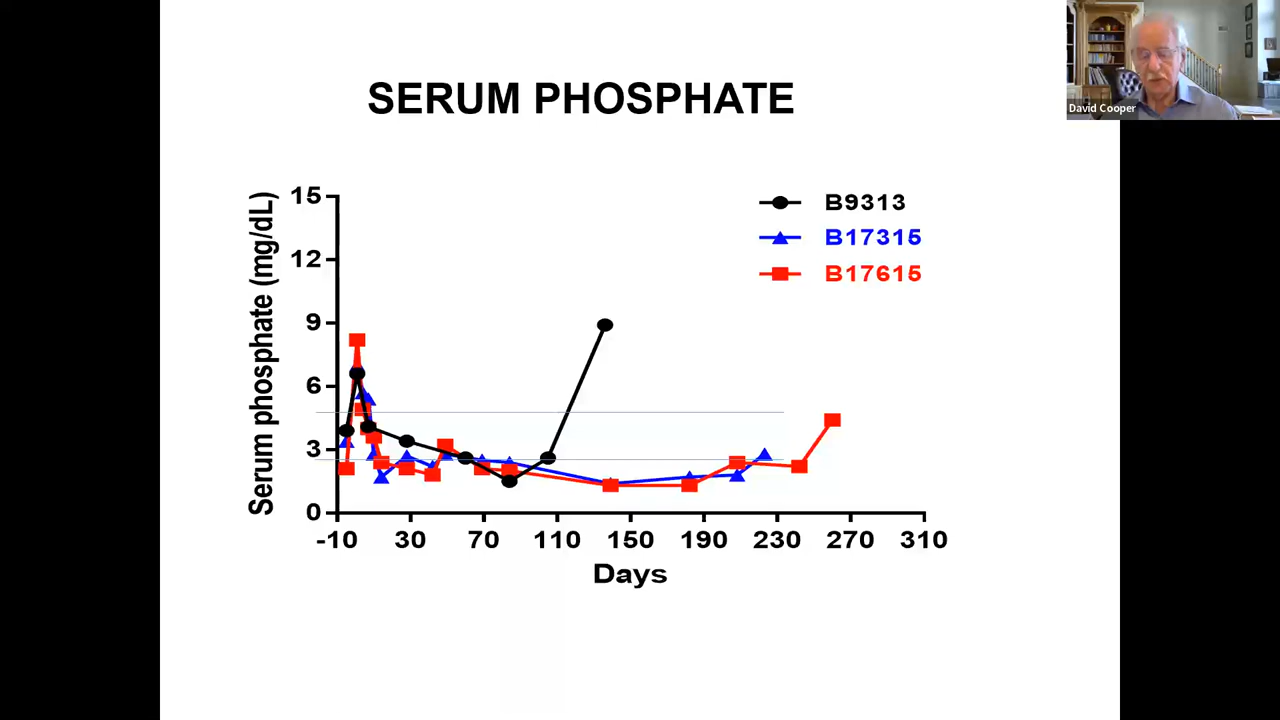 SERUM PHOSPHATE
David Cooper
B9313
B17315
B17615
Serum phosphate (mg/dL)
15
12
9
6
3
0
-10 30 70 110 150 190 230 270 310
Days